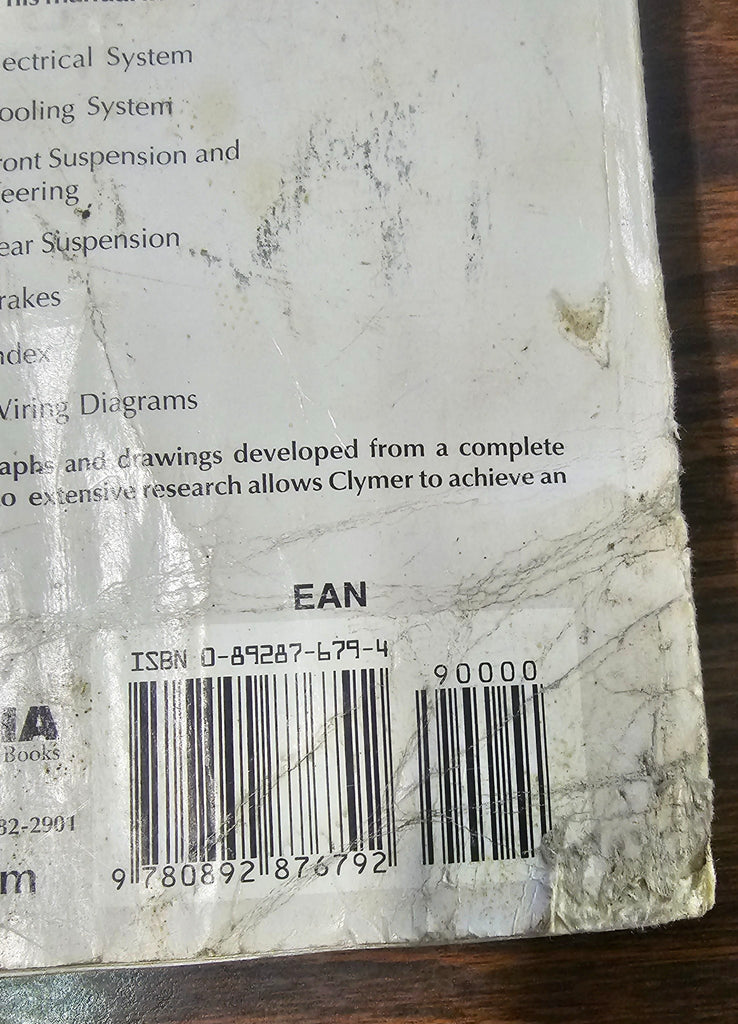 ectrical System
ooling System
ront Suspension and
eering
ear Suspension
rakes
ndex
Wiring Diagrams
aphs and drawings developed from a complete
o extensive research allows Clymer to achieve an
EAN
ISBN 0-89287-679-4
90000
IA
Books
32-2901
m
9 780892 876792